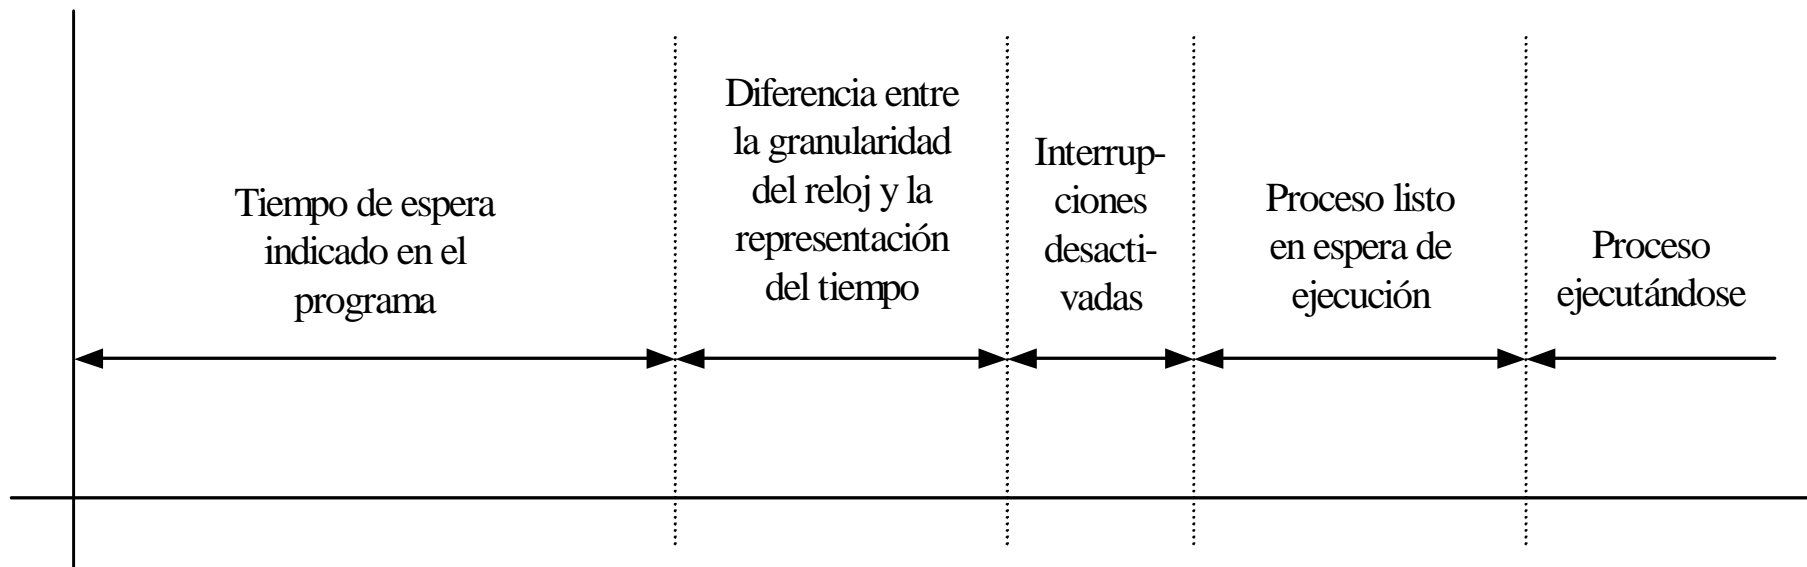 Tiempo de espera
indicado en el
programa
Diferencia entre
la granularidad
del reloj y la
representación
del tiempo
Interrup-
ciones
desacti-
vadas
Proceso listo
en espera de
ejecución
Proceso
ejecutándose